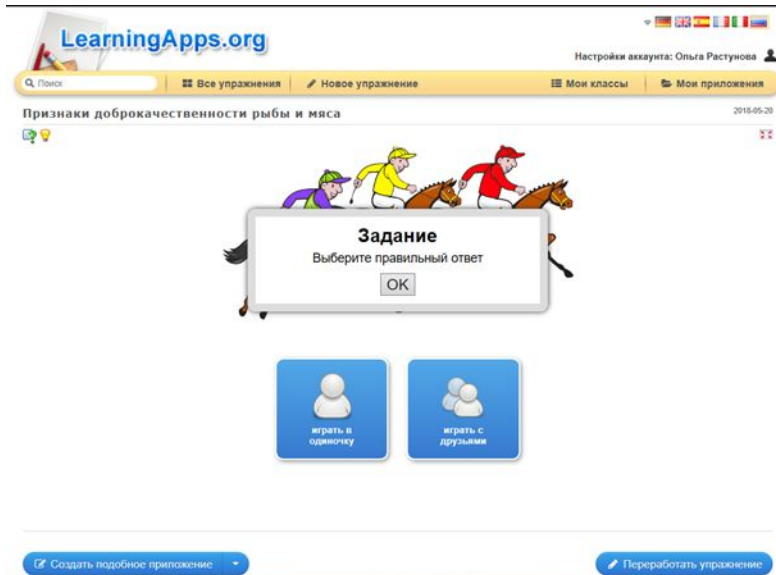 LearningApps.org
Настройки аккаунта: Ольга Растунова
Поиск
Все упражнения
Новое упражнение
Мои классы
Мои приложения
Признаки доброкачественности рыбы и мяса
2018-05-20
Задание
Выберите правильный ответ
OK
играть в
одиночку
играть с
друзьями
Создать подобное приложение
Переработать упражнение